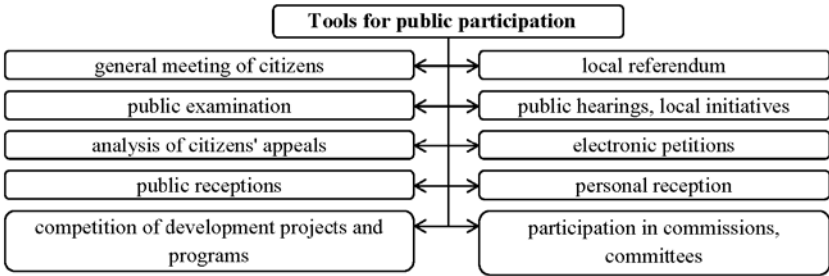 Tools for public participation
general meeting of citizens
local referendum
public examination
public hearings, local initiatives
analysis of citizens' appeals
electronic petitions
public receptions
personal reception
competition of development projects and
programs
participation in commissions,
committees